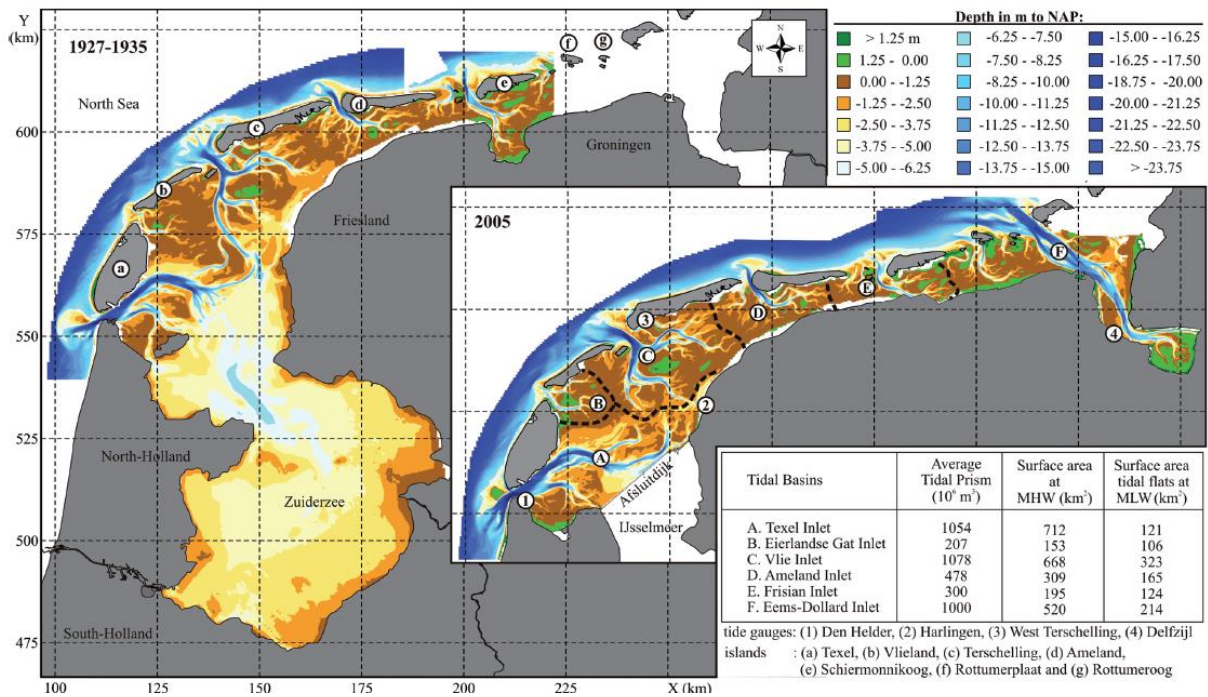 Y
(km)
1927-1935
North Sea
600
575
550
525
500
475
100
125
150
175
200
225
X (km)
a
b
c
d
e
f
g
N
W
E
S
Groningen
Friesland
North-Holland
Zuiderzee
South-Holland
Depth in m to NAP:
> 1.25 m
1.25 - 0.00
0.00 - -1.25
-1.25 - -2.50
-2.50 - -3.75
-3.75 - -5.00
-5.00 - -6.25
-6.25 - -7.50
-7.50 - -8.25
-8.25 - -10.00
-10.00 - -11.25
-11.25 - -12.50
-12.50 - -13.75
-13.75 - -15.00
-15.00 - -16.25
-16.25 - -17.50
-18.75 - -20.00
-20.00 - -21.25
-21.25 - -22.50
-22.50 - -23.75
> -23.75
2005
1
2
3
4
A
B
C
D
E
F
Afsluitdijk
IJsselmeer
Tidal Basins
Average
Tidal Prism
(10⁶ m³)
Surface area
at
MHW (km²)
Surface area
tidal flats at
MLW (km²)
A. Texel Inlet 1054 712 121
B. Eierlandse Gat Inlet 207 153 106
C. Vlie Inlet 1078 668 323
D. Ameland Inlet 478 309 165
E. Frisian Inlet 300 195 124
F. Eems-Dollard Inlet 1000 520 214
tide gauges: (1) Den Helder, (2) Harlingen, (3) West Terschelling, (4) Delfzijl
islands : (a) Texel, (b) Vlieland, (c) Terschelling, (d) Ameland,
(e) Schiermonnikoog, (f) Rottumerplaat and (g) Rottumeroog